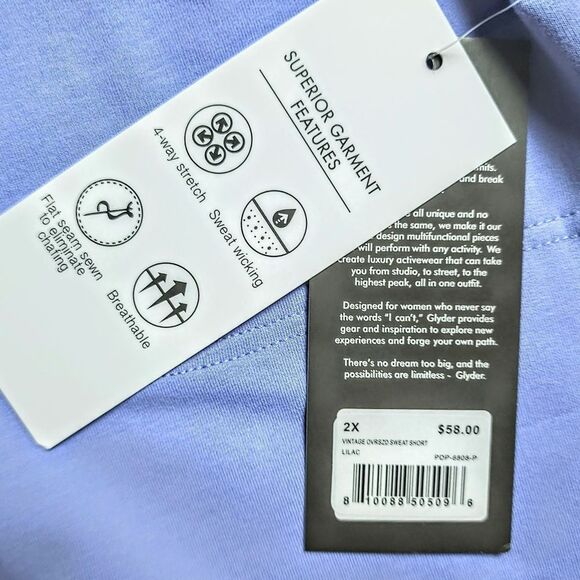 SUPERIOR GARMENT
FEATURES
4-way stretch
Sweat wicking
Flat seam sewn
to eliminate
chafing
Breathable
and break
all unique and no
the same, we make it our
design multifunctional pieces
will perform with any activity. We
create luxury activewear that can take
you from studio, to street, to the
highest peak, all in one outfit.
Designed for women who never say
the words "I can't," Glyder provides
gear and inspiration to explore new
experiences and forge your own path.
There's no dream too big, and the
possibilities are limitless ~ Glyder.
2X $58.00
VINTAGE OVRSZD SWEAT SHORT
LILAC PDP-8808-P
8 10088 50509 6